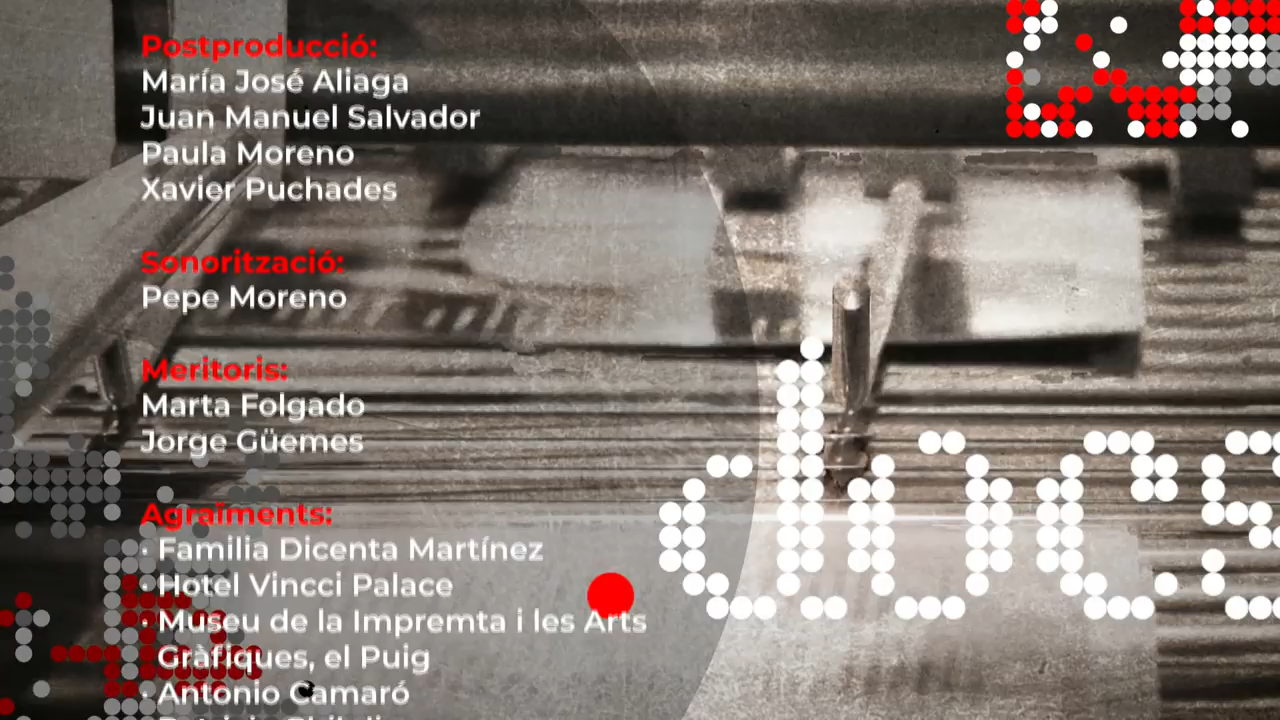 Postproducció:
María José Aliaga
Juan Manuel Salvador
Paula Moreno
Xavier Puchades
Sonorització:
Pepe Moreno
Meritoris:
Marta Folgado
Jorge Güemes
Agraïments:
· Familia Dicenta Martínez
· Hotel Vincci Palace
· Museu de la Impremta i les Arts
Gràfiques, el Puig
· Antonio Camaró